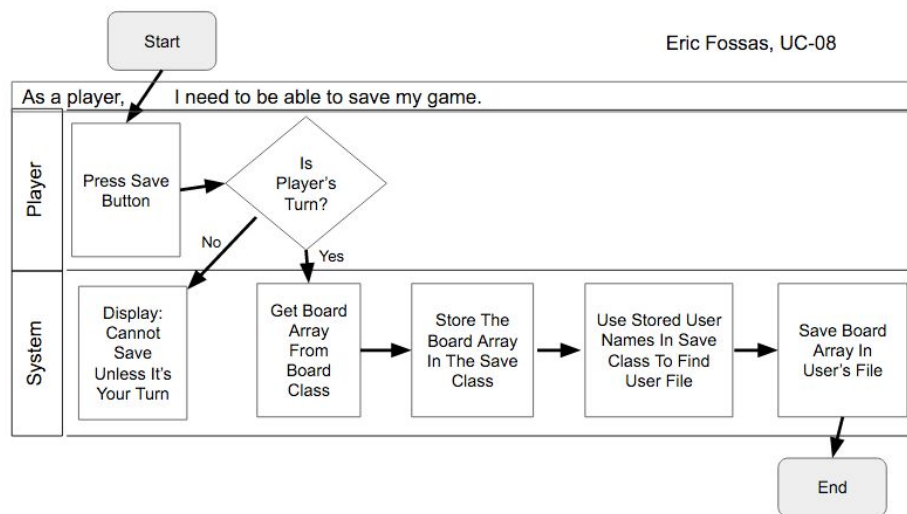 Start
Eric Fossas, UC-08
As a player, I need to be able to save my game.
Player
Press Save
Button
Is
Player's
Turn?
No
Yes
System
Display:
Cannot
Save
Unless It's
Your Turn
Get Board
Array
From
Board
Class
Store The
Board Array
In The Save
Class
Use Stored User
Names In Save
Class To Find
User File
Save Board
Array In
User's File
End